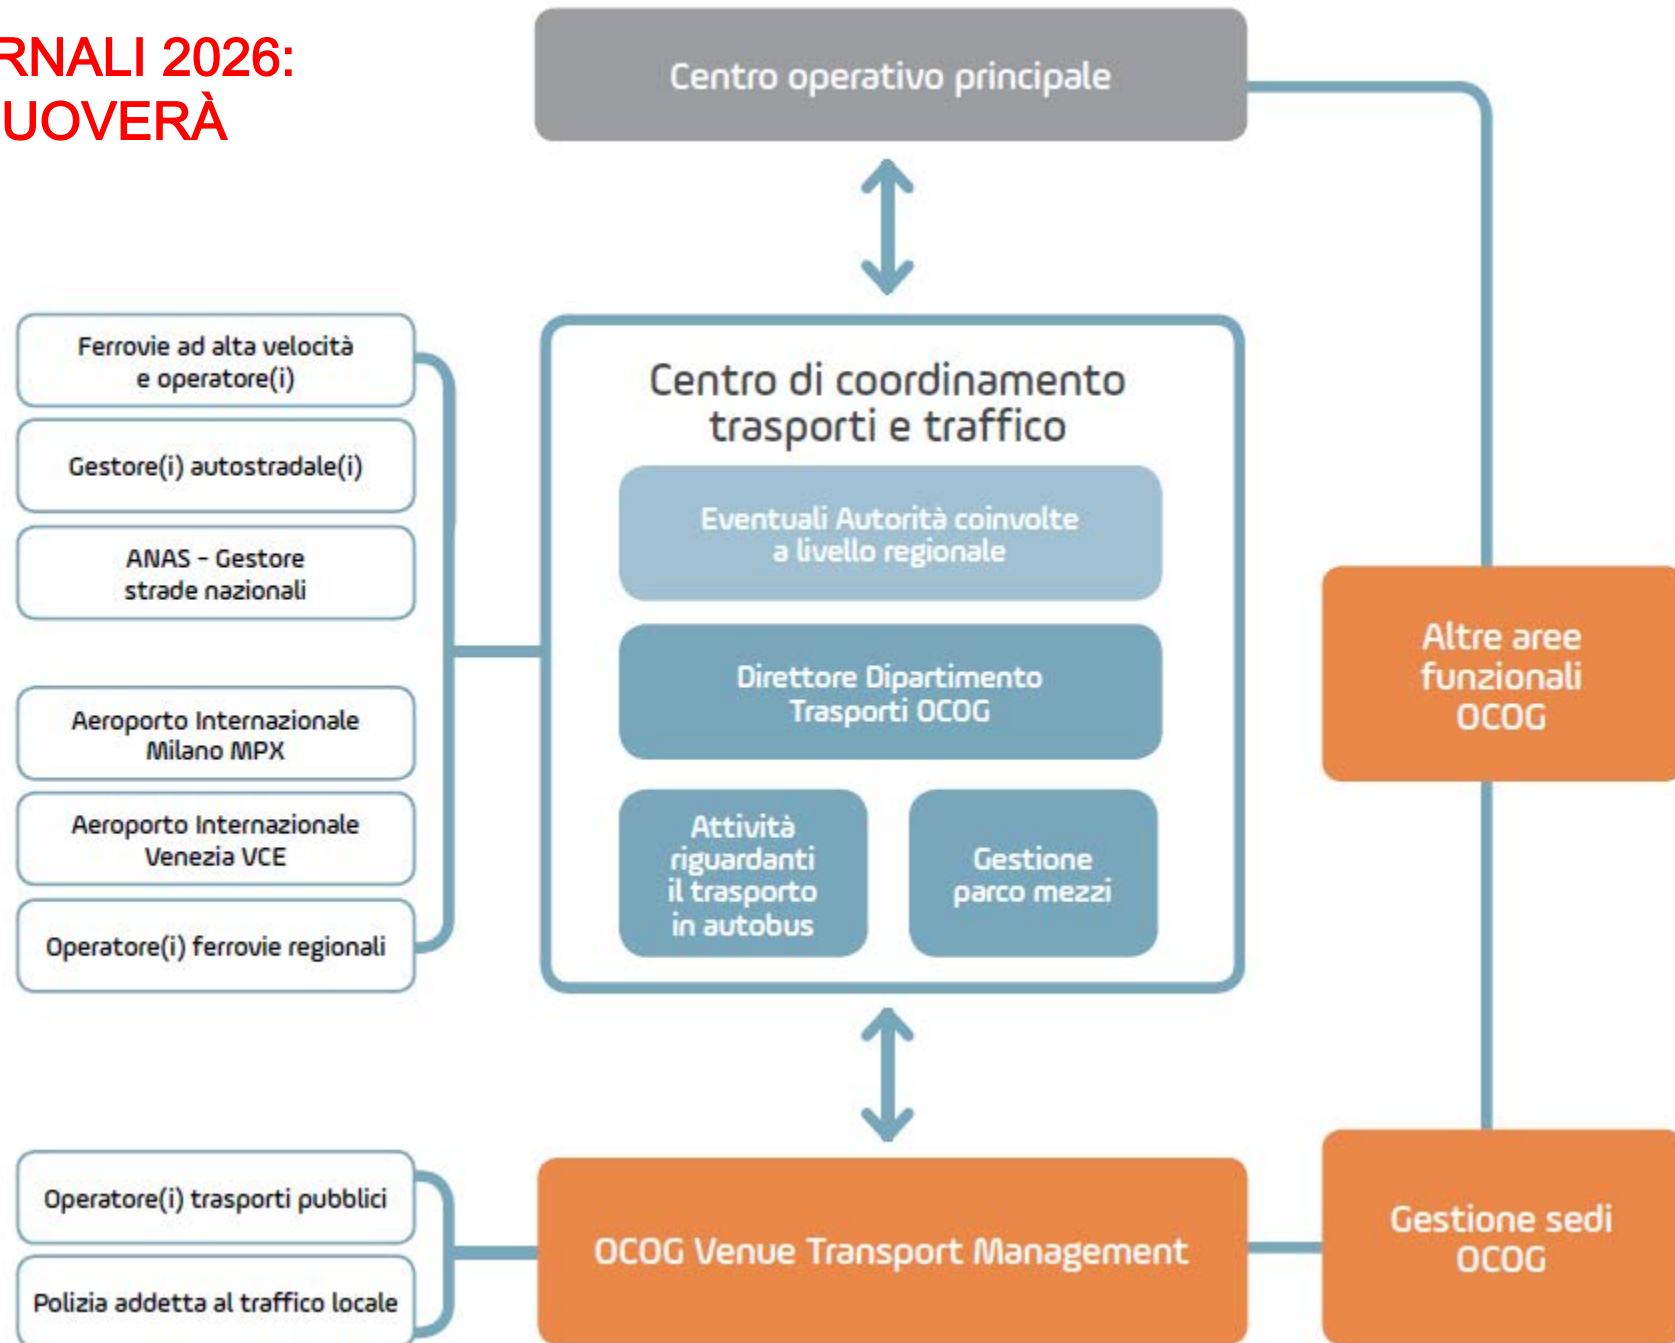 RNALI 2026:
UOVERÀ
Centro operativo principale
Ferrovie ad alta velocità
e operatore(i)
Gestore(i) autostradale(i)
ANAS - Gestore
strade nazionali
Aeroporto Internazionale
Milano MPX
Aeroporto Internazionale
Venezia VCE
Operatore(i) ferrovie regionali
Centro di coordinamento
trasporti e traffico
Eventuali Autorità coinvolte
a livello regionale
Direttore Dipartimento
Trasporti OCOG
Attività
riguardanti
il trasporto
in autobus
Gestione
parco mezzi
Altre aree
funzionali
OCOG
Operatore(i) trasporti pubblici
Polizia addetta al traffico locale
OCOG Venue Transport Management
Gestione sedi
OCOG